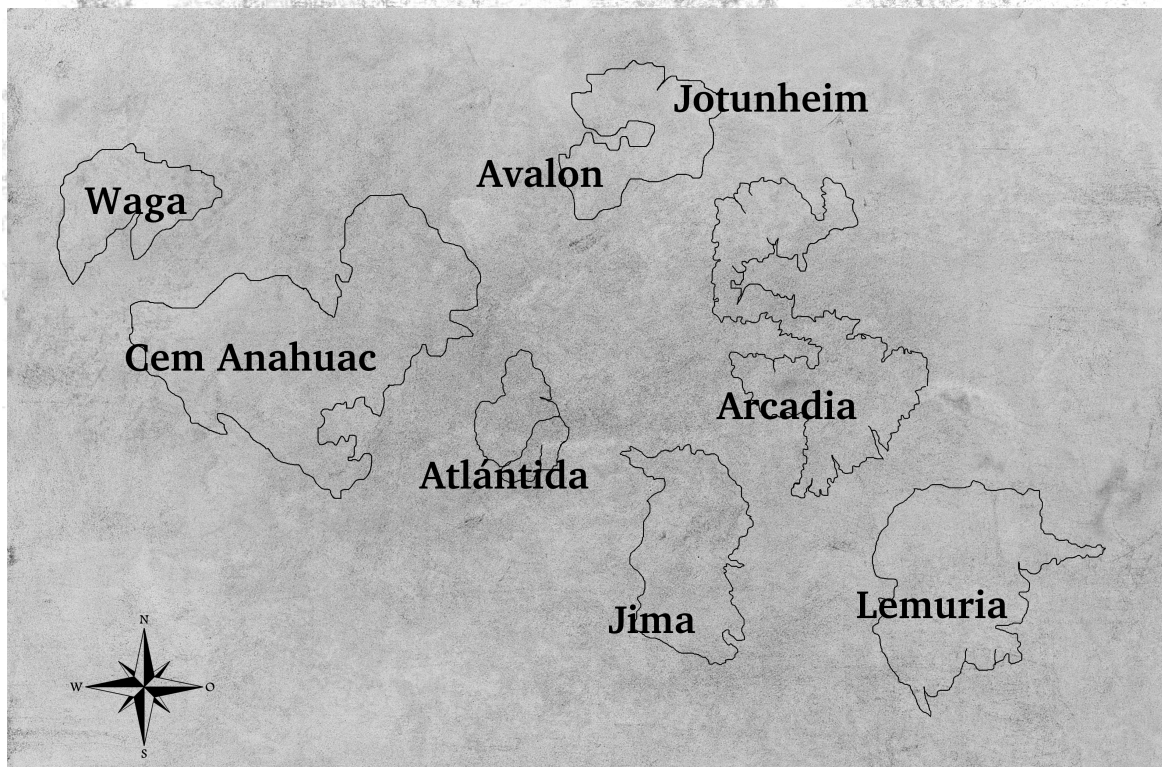 Jotunheim
Avalon
Waga
Cem Anahuac
Arcadia
Atlántida
Lemuria
Jima
N
W
O
S